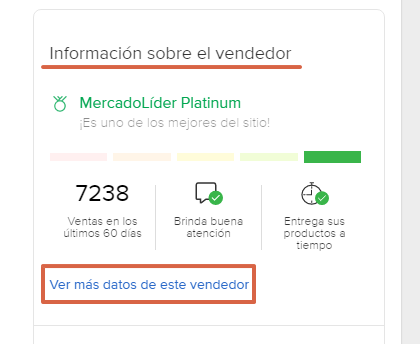 Información sobre el vendedor
MercadoLíder Platinum
¡Es uno de los mejores del sitio!
7238
Ventas en los
últimos 60 días
Brinda buena
atención
Entrega sus
productos a
tiempo
Ver más datos de este vendedor